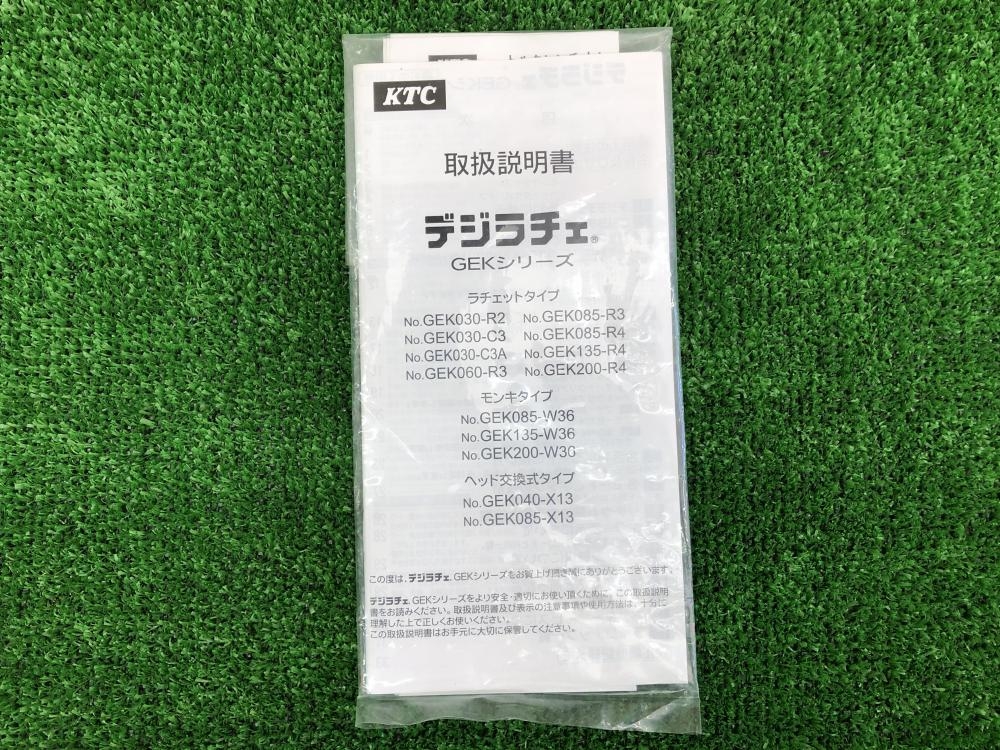 KTC
取扱説明書
デジラチェ®
GEKシリーズ
ラチェットタイプ
No.GEK030-R2 No.GEK085-R3
No.GEK030-C3 No.GEK085-R4
No.GEK030-C3A No.GEK135-R4
No.GEK060-R3 No.GEK200-R4
モンキタイプ
No.GEK085-W36
No.GEK135-W36
No.GEK200-W36
ヘッド交換式タイプ
No.GEK040-X13
No.GEK085-X13
この度は、デジラチェ GEKシリーズをお買上げ頂き誠にありがとうございます。
デジラチェ GEKシリーズをより安全・適切にお使い頂くために、この取扱説明
書をお読みください。取扱説明書及び表示の注意事項や使用方法は、十分に
理解した上で正しくお使いください。
この取扱説明書はお手元に大切に保管してください。